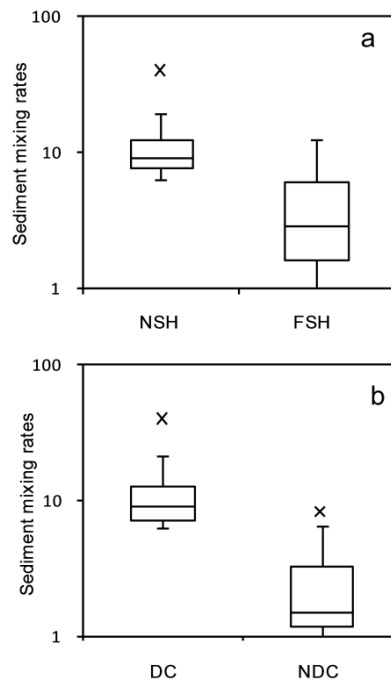 a
100
10
1
Sediment mixing rates
NSH FSH
b
100
10
1
Sediment mixing rates
DC NDC